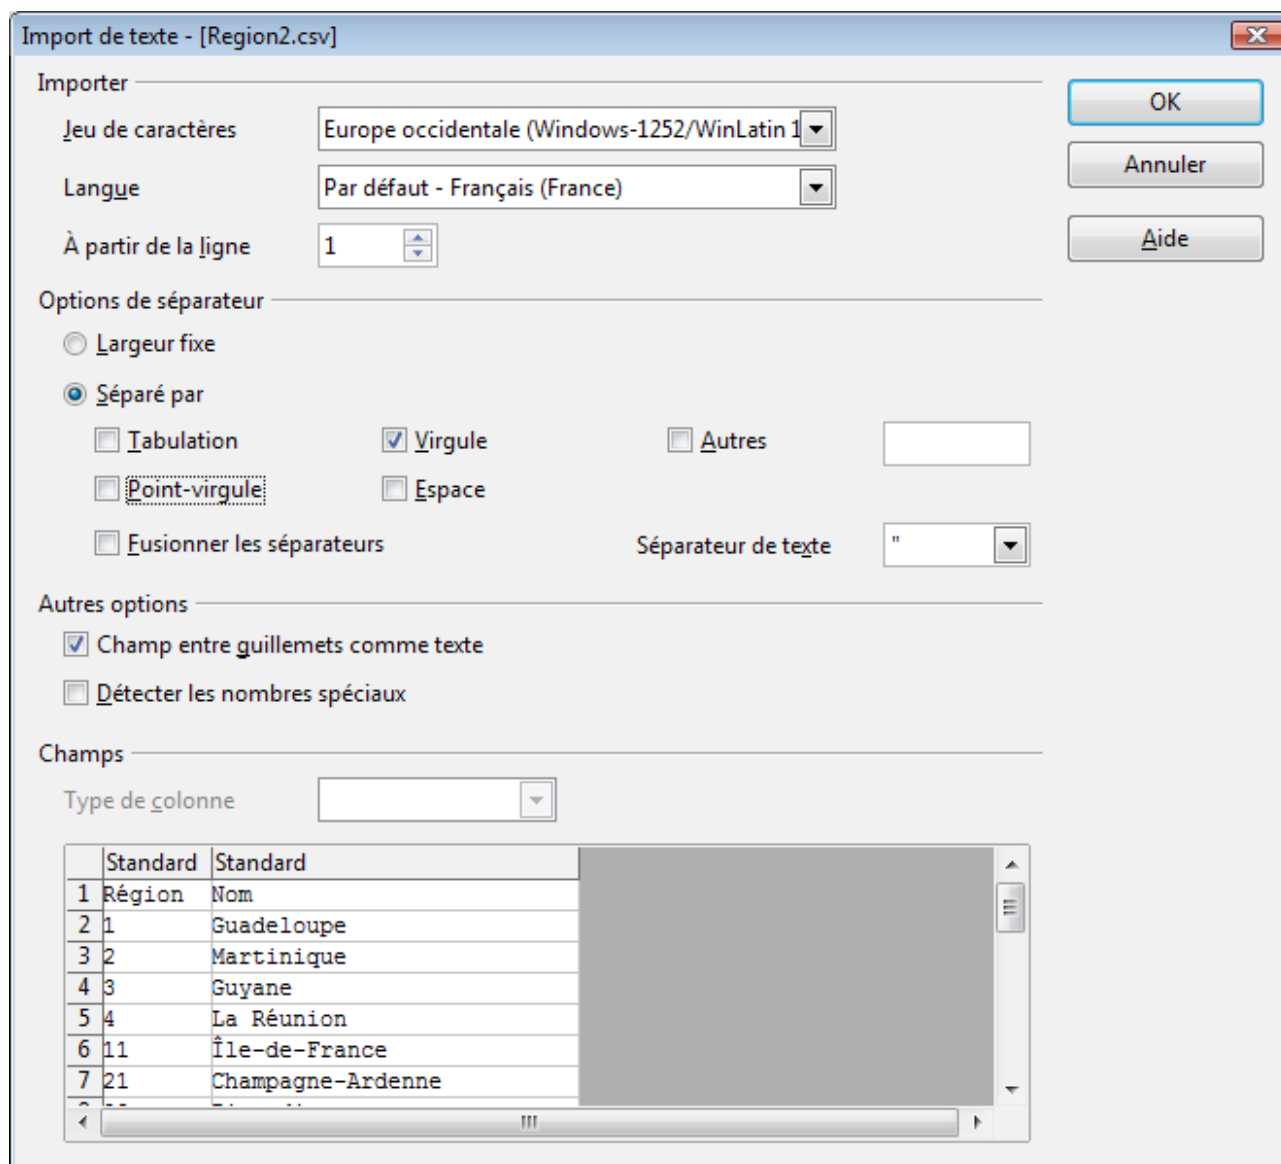 Import de texte - [Region2.csv]
Importer
OK
Jeu de caractères Europe occidentale (Windows-1252/WinLatin 1
Annuler
Langue Par défaut - Français (France)
À partir de la ligne 1
Aide
Options de séparateur
Largeur fixe
Séparé par
Tabulation Virgule Autres
Point-virgule Espace
Fusionner les séparateurs Séparateur de texte "
Autres options
Champ entre guillemets comme texte
Détecter les nombres spéciaux
Champs
Type de colonne
Standard Standard
1 Région Nom
2 1 Guadeloupe
3 2 Martinique
4 3 Guyane
5 4 La Réunion
6 11 Île-de-France
7 21 Champagne-Ardenne